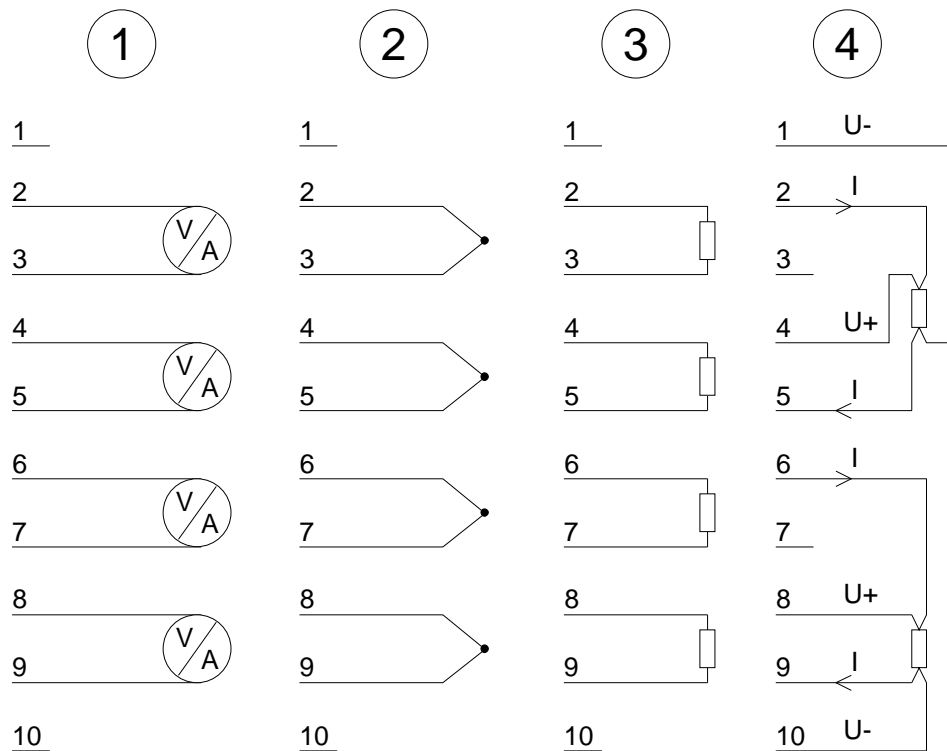 1 2 3 4
1 1 1 1 U-
2 2 2 2 I
V A
3 3 3 3
4 4 4 4 U+
V A
5 5 5 5 I
6 6 6 6 I
V A
7 7 7 7
8 8 8 8 U+
V A
9 9 9 9 I
10 10 10 10 U-